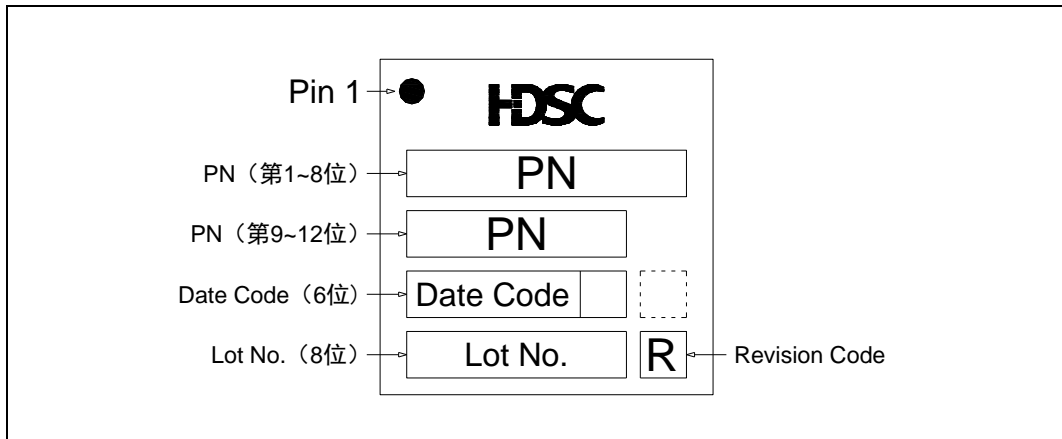 Pin 1
HDSC
PN（第1~8位）
PN
PN（第9~12位）
PN
Date Code（6位）
Date Code
Lot No.（8位）
Lot No.
R
Revision Code